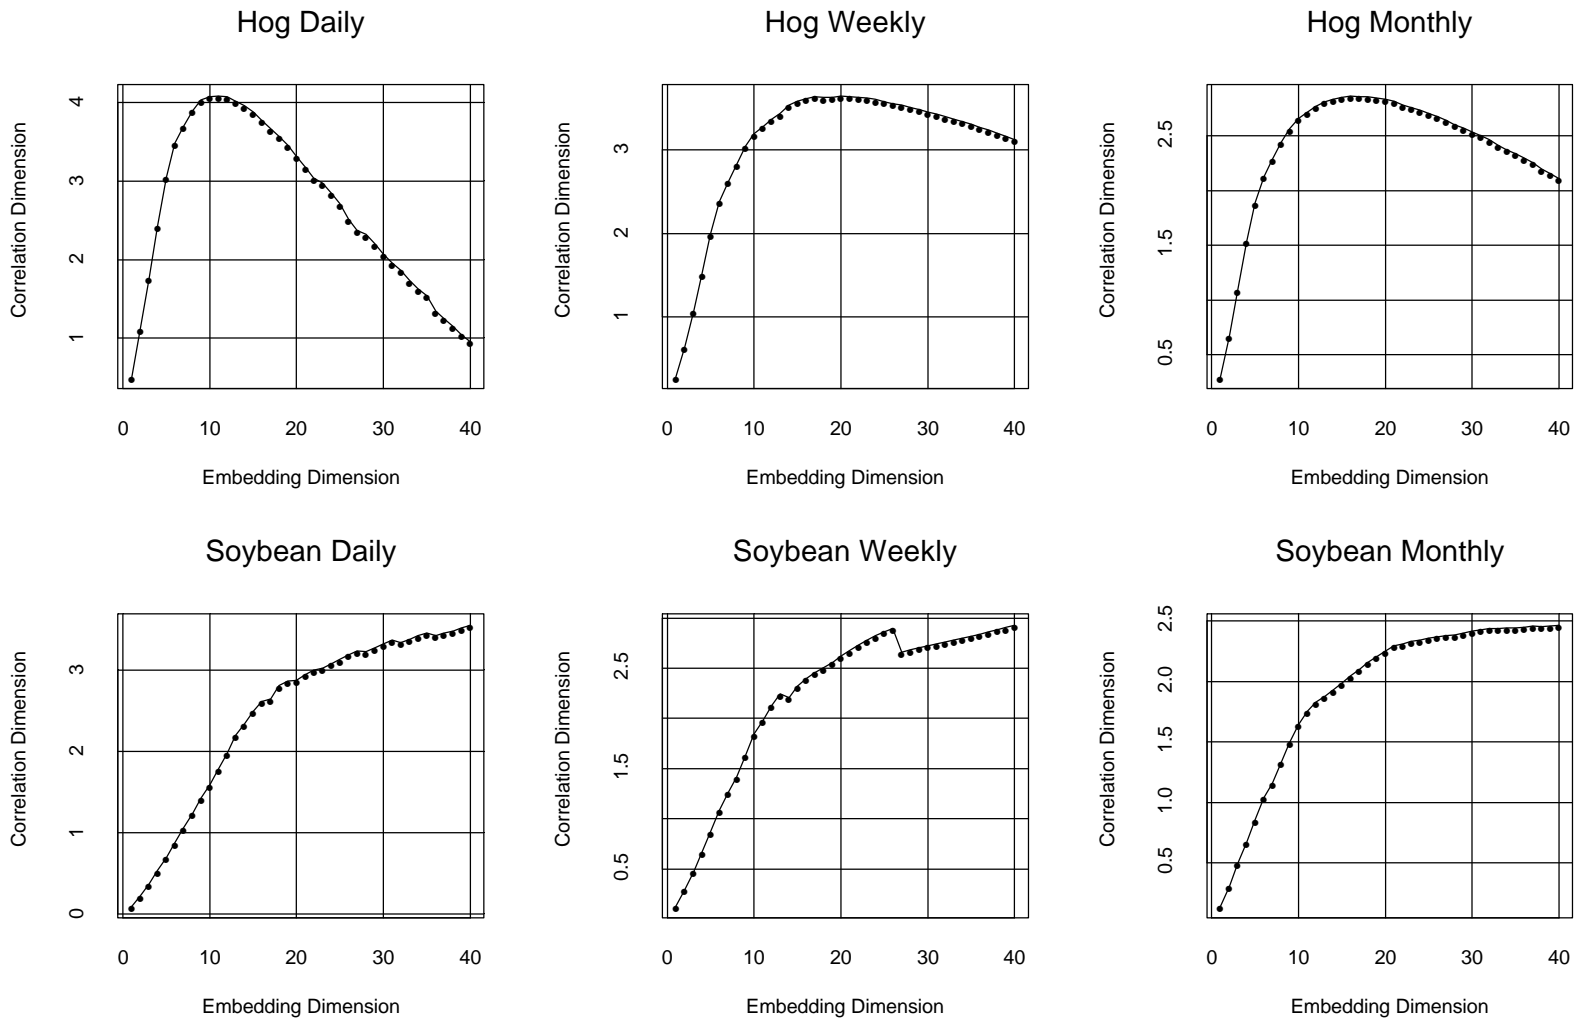 Hog Daily
Correlation Dimension
4
3
2
1
0 10 20 30 40
Embedding Dimension
Hog Weekly
Correlation Dimension
3
2
1
0 10 20 30 40
Embedding Dimension
Hog Monthly
Correlation Dimension
2.5
1.5
0.5
0 10 20 30 40
Embedding Dimension
Soybean Daily
Correlation Dimension
3
2
1
0
0 10 20 30 40
Embedding Dimension
Soybean Weekly
Correlation Dimension
2.5
1.5
0.5
0 10 20 30 40
Embedding Dimension
Soybean Monthly
Correlation Dimension
2.5
2.0
1.5
1.0
0.5
0 10 20 30 40
Embedding Dimension